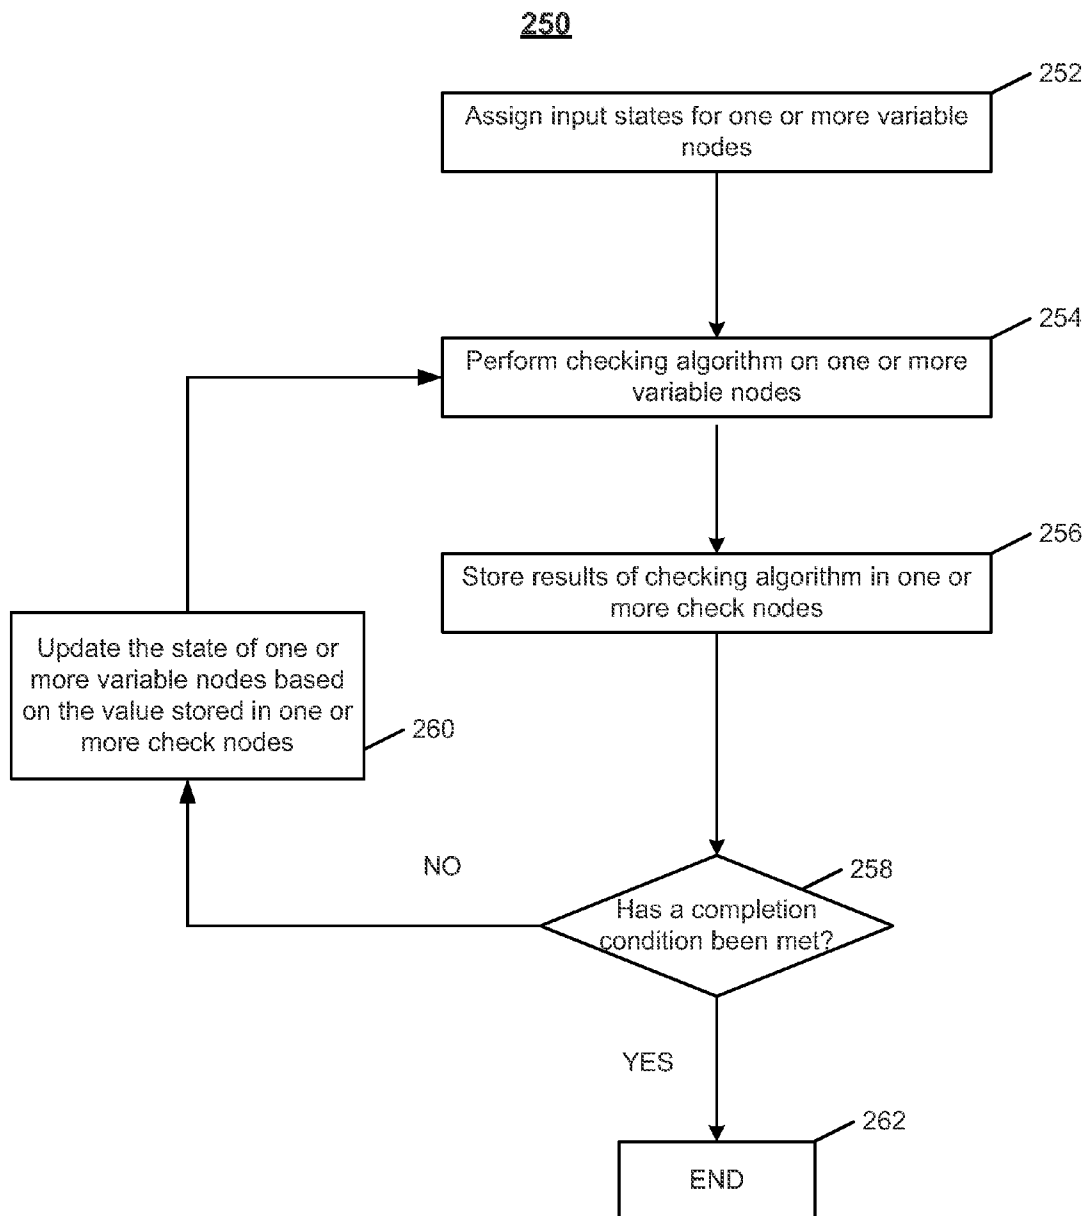 250
252
Assign input states for one or more variable
nodes
254
Perform checking algorithm on one or more
variable nodes
256
Store results of checking algorithm in one or
more check nodes
Update the state of one or
more variable nodes based
on the value stored in one or
more check nodes
260
NO
258
Has a completion
condition been met?
YES
262
END